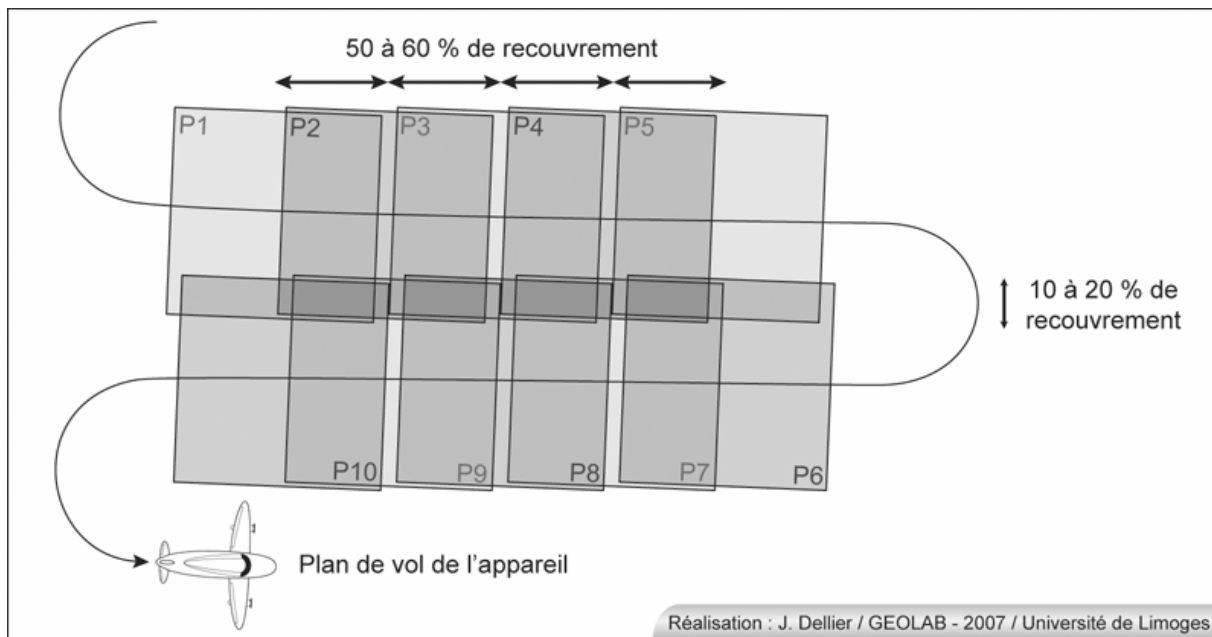 50 à 60 % de recouvrement
P1
P2
P3
P4
P5
10 à 20 % de
recouvrement
P10
P9
P8
P7
P6
Plan de vol de l’appareil
Réalisation : J. Dellier / GEOLAB - 2007 / Université de Limoges